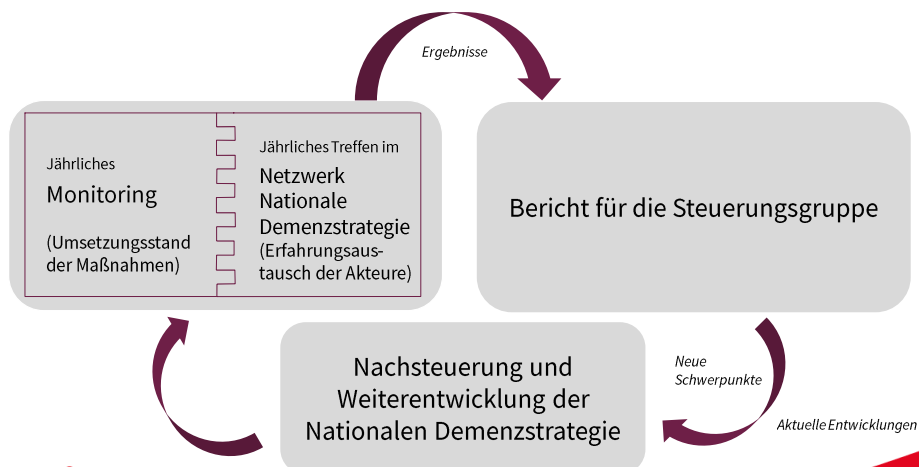 Ergebnisse
Jährliches
Monitoring
(Umsetzungsstand
der Maßnahmen)
Jährliches Treffen im
Netzwerk
Nationale
Demenzstrategie
(Erfahrungsaus-
tausch der Akteure)
Bericht für die Steuerungsgruppe
Neue
Schwerpunkte
Aktuelle Entwicklungen
Nachsteuerung und
Weiterentwicklung der
Nationalen Demenzstrategie